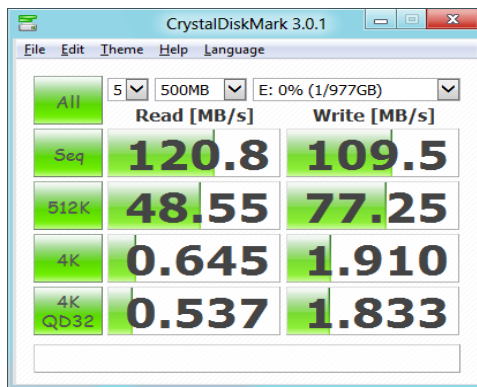 CrystalDiskMark 3.0.1
File Edit Theme Help Language
All 5 500MB E: 0% (1/977GB)
Read [MB/s] Write [MB/s]
Seq 120.8 109.5
512K 48.55 77.25
4K 0.645 1.910
4K QD32 0.537 1.833